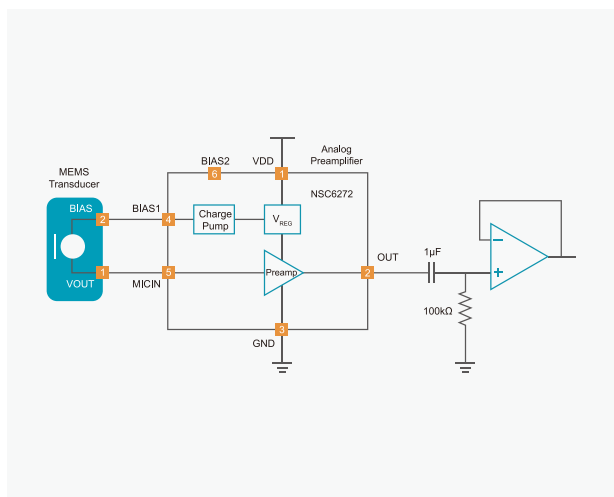 Analog
Preamplifier
BIAS2
VDD
6
1
MEMS
Transducer
NSC6272
BIAS
BIAS1
2
4
Charge
Pump
VREG
OUT
1µF
−
+
1
5
Preamp
2
VOUT
MICIN
100kΩ
3
GND